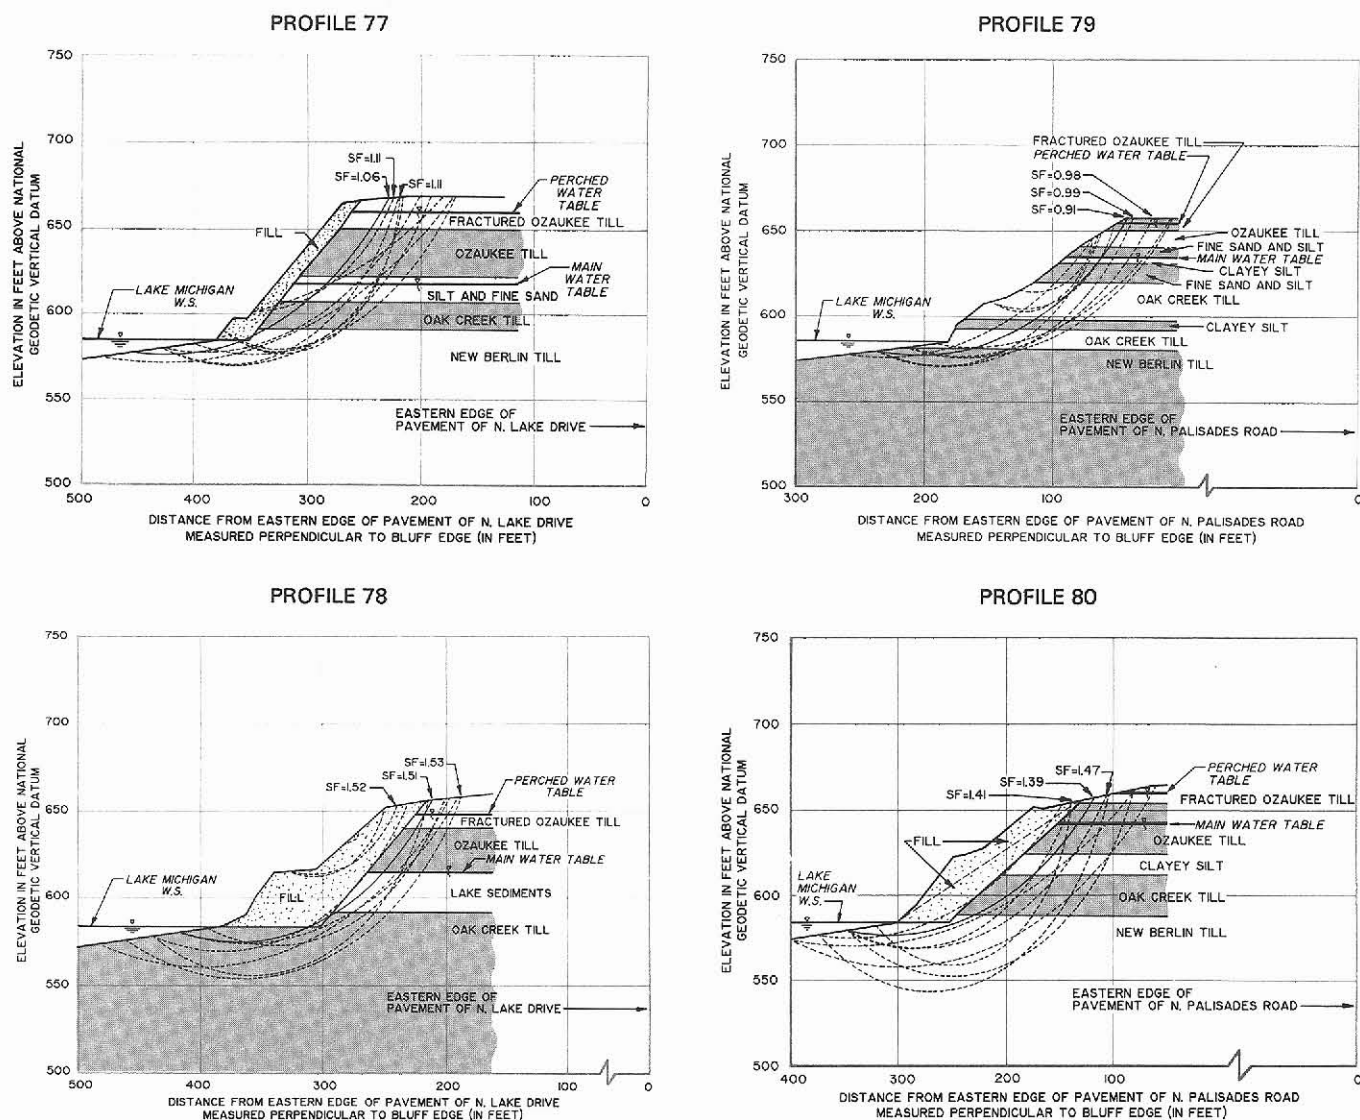 PROFILE 77
ELEVATION IN FEET ABOVE NATIONAL
GEODETIC VERTICAL DATUM
750
700
650
600
550
500
SF=1.11
SF=1.06
SF=1.11
PERCHED
WATER
TABLE
FRACTURED OZAUKEE TILL
FILL
OZAUKEE TILL
MAIN
WATER
TABLE
LAKE MICHIGAN
W.S.
SILT AND FINE SAND
OAK CREEK TILL
NEW BERLIN TILL
EASTERN EDGE OF
PAVEMENT OF N. LAKE DRIVE
500
400
300
200
100
0
DISTANCE FROM EASTERN EDGE OF PAVEMENT OF N. LAKE DRIVE
MEASURED PERPENDICULAR TO BLUFF EDGE (IN FEET)
PROFILE 79
ELEVATION IN FEET ABOVE NATIONAL
GEODETIC VERTICAL DATUM
750
700
650
600
550
500
FRACTURED OZAUKEE TILL
PERCHED WATER TABLE
SF=0.98
SF=0.99
SF=0.91
OZAUKEE TILL
FINE SAND AND SILT
MAIN WATER TABLE
CLAYEY SILT
FINE SAND AND SILT
OAK CREEK TILL
LAKE MICHIGAN
W.S.
CLAYEY SILT
OAK CREEK TILL
NEW BERLIN TILL
EASTERN EDGE OF
PAVEMENT OF N. PALISADES ROAD
300
200
100
0
DISTANCE FROM EASTERN EDGE OF PAVEMENT OF N. PALISADES ROAD
MEASURED PERPENDICULAR TO BLUFF EDGE (IN FEET)
PROFILE 78
ELEVATION IN FEET ABOVE NATIONAL
GEODETIC VERTICAL DATUM
750
700
650
600
550
500
SF=1.53
SF=1.51
SF=1.52
PERCHED WATER
TABLE
FRACTURED OZAUKEE TILL
OZAUKEE TILL
MAIN WATER TABLE
LAKE MICHIGAN
W.S.
FILL
LAKE SEDIMENTS
OAK CREEK TILL
EASTERN EDGE OF
PAVEMENT OF N. LAKE DRIVE
500
400
300
200
100
0
DISTANCE FROM EASTERN EDGE OF PAVEMENT OF N. LAKE DRIVE
MEASURED PERPENDICULAR TO BLUFF EDGE (IN FEET)
PROFILE 80
ELEVATION IN FEET ABOVE NATIONAL
GEODETIC VERTICAL DATUM
750
700
650
600
550
500
SF=1.47
SF=1.39
SF=1.41
PERCHED WATER
TABLE
FRACTURED OZAUKEE TILL
MAIN WATER TABLE
FILL
OZAUKEE TILL
CLAYEY SILT
LAKE
MICHIGAN
W.S.
OAK CREEK TILL
NEW BERLIN TILL
EASTERN EDGE OF
PAVEMENT OF N. PALISADES ROAD
400
300
200
100
0
DISTANCE FROM EASTERN EDGE OF PAVEMENT OF N. PALISADES ROAD
MEASURED PERPENDICULAR TO BLUFF EDGE (IN FEET)